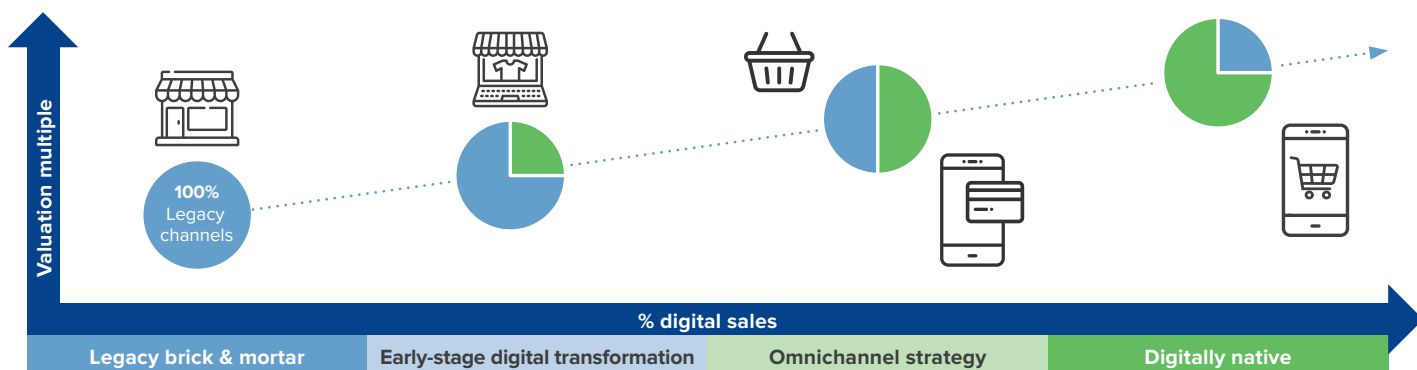 Valuation multiple
100%
Legacy
channels
% digital sales
Legacy brick & mortar
Early-stage digital transformation
Omnichannel strategy
Digitally native